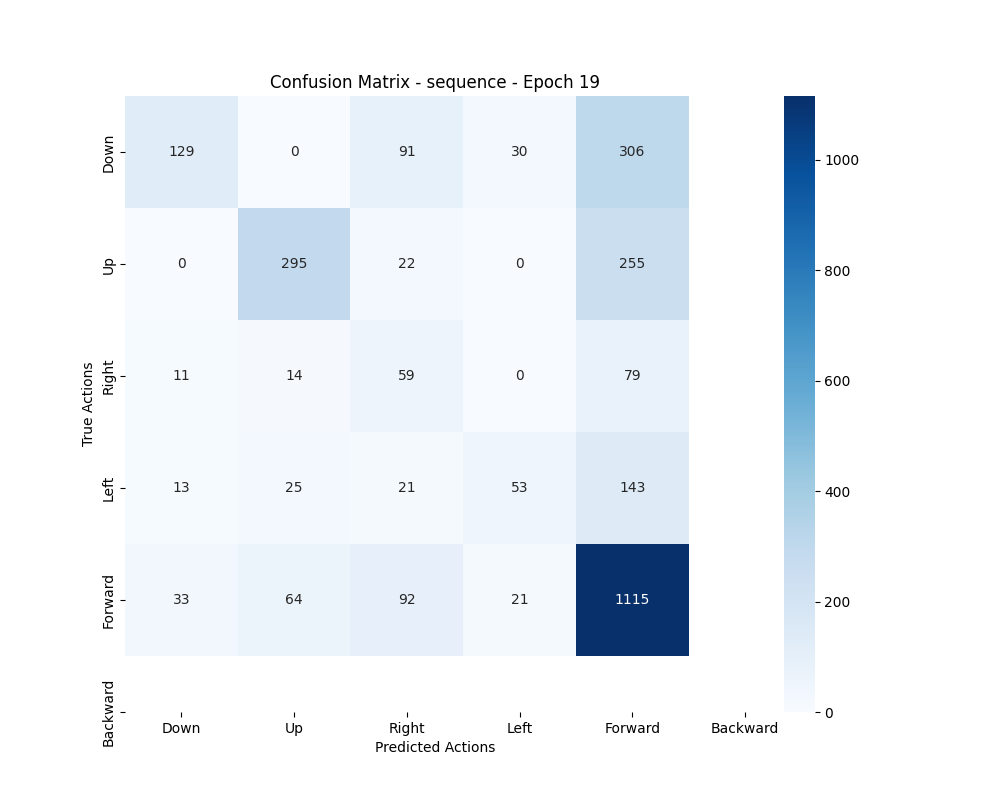 Confusion Matrix - sequence - Epoch 19
Down 129 0 91 30 306
Up 0 295 22 0 255
Right 11 14 59 0 79
Left 13 25 21 53 143
Forward 33 64 92 21 1115
Backward
Down Up Right Left Forward Backward
Predicted Actions
True Actions
1000
800
600
400
200
0